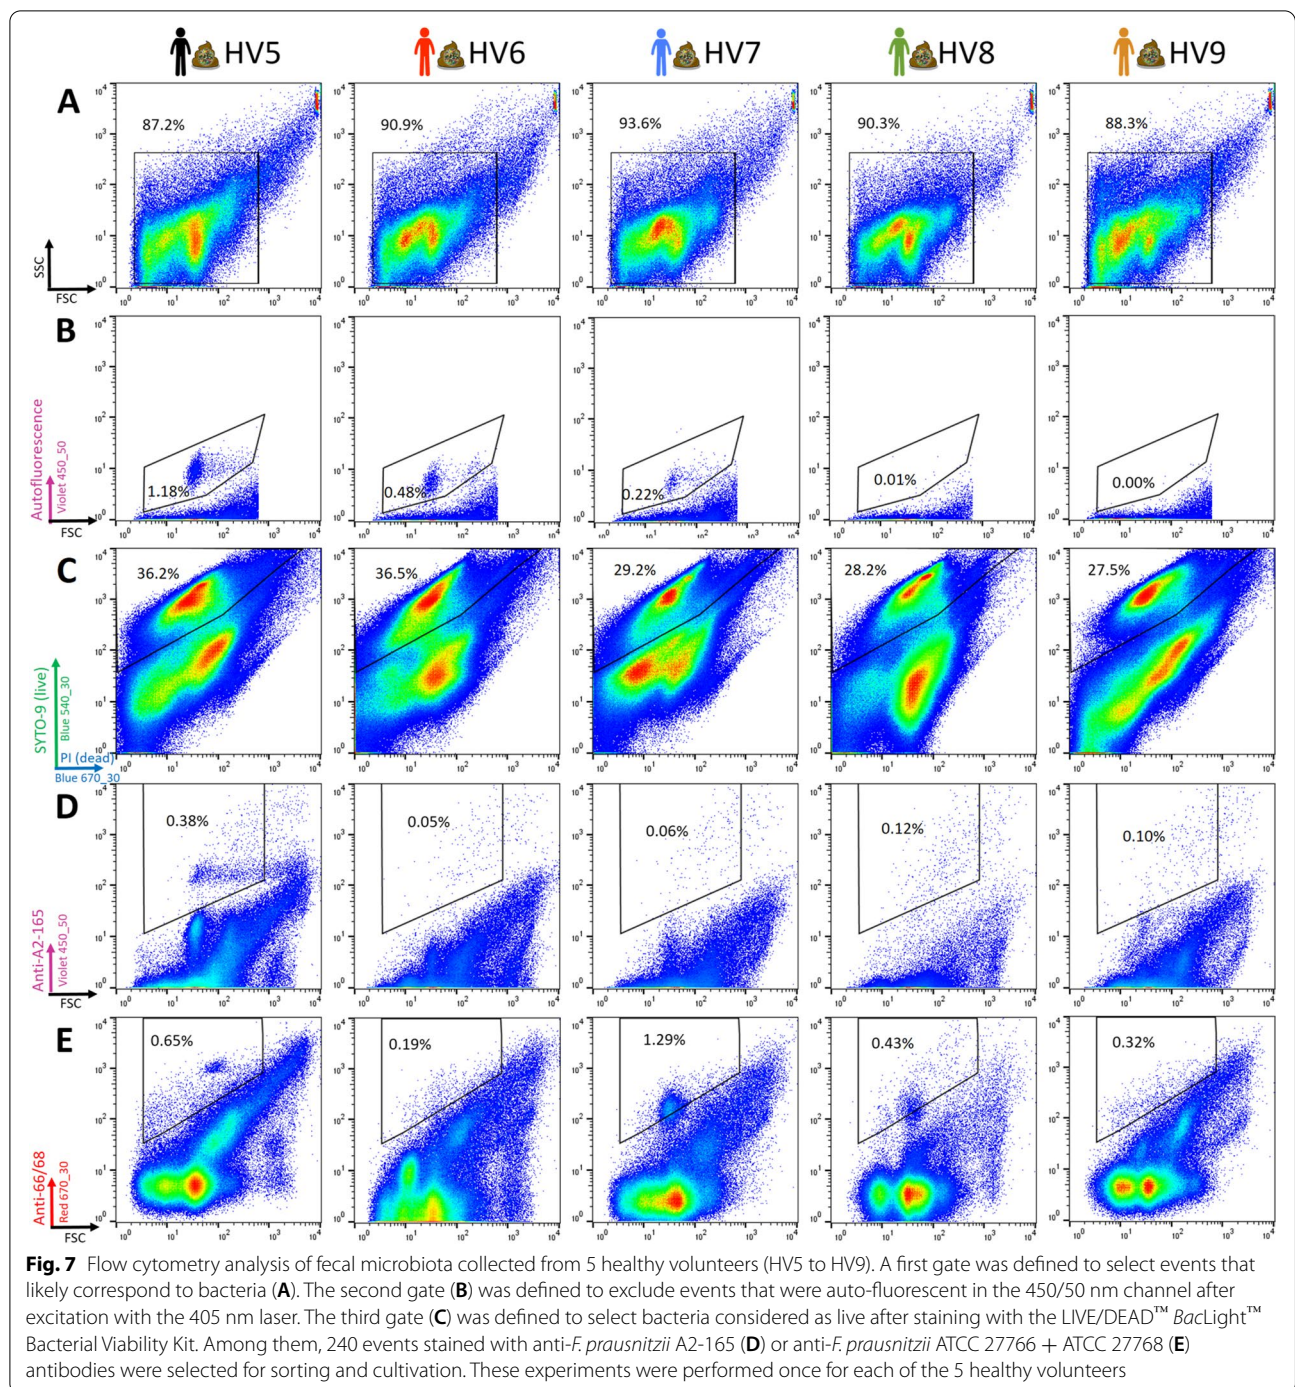 HV5 HV6 HV7 HV8 HV9
A
87.2% 90.9% 93.6% 90.3% 88.3%
10⁴
10³
10²
10¹
10⁰
SSC
FSC
10⁰ 10¹ 10² 10³ 10⁴
B
Autofluorescence
Violet 450_50
1.18% 0.48% 0.22% 0.01% 0.00%
FSC
C
36.2% 36.5% 29.2% 28.2% 27.5%
SYTO-9 (live)
Blue 540_30
PI (dead)
Blue 670_30
D
0.38% 0.05% 0.06% 0.12% 0.10%
Anti-A2-165
Violet 450_50
FSC
E
0.65% 0.19% 1.29% 0.43% 0.32%
Anti-66/68
Red 670_30
FSC
Fig. 7 Flow cytometry analysis of fecal microbiota collected from 5 healthy volunteers (HV5 to HV9). A first gate was defined to select events that
likely correspond to bacteria (A). The second gate (B) was defined to exclude events that were auto-fluorescent in the 450/50 nm channel after
excitation with the 405 nm laser. The third gate (C) was defined to select bacteria considered as live after staining with the LIVE/DEAD™ BacLight™
Bacterial Viability Kit. Among them, 240 events stained with anti-F. prausnitzii A2-165 (D) or anti-F. prausnitzii ATCC 27766 + ATCC 27768 (E)
antibodies were selected for sorting and cultivation. These experiments were performed once for each of the 5 healthy volunteers